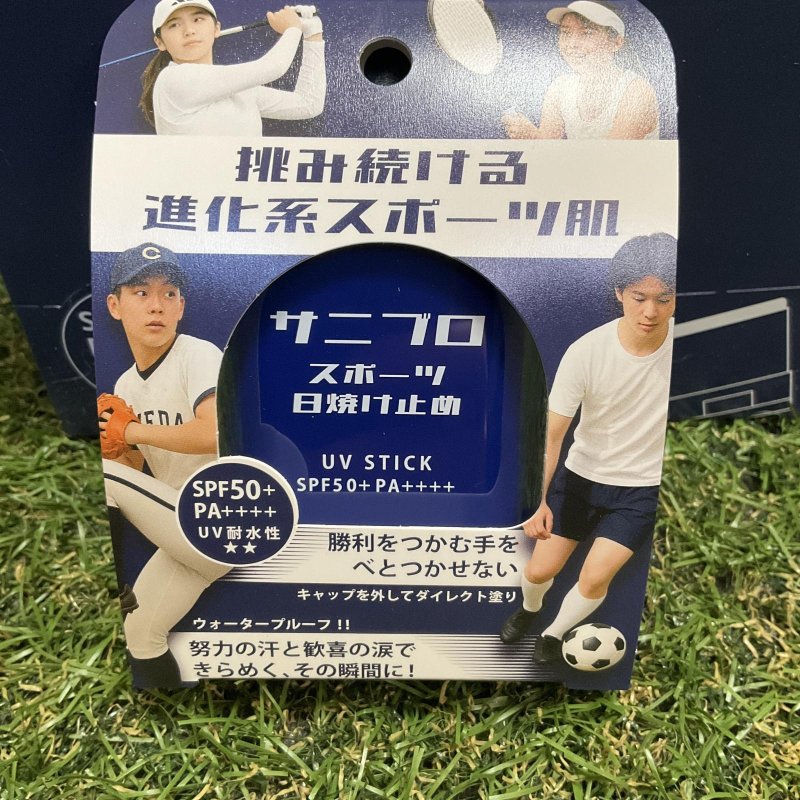 挑み続ける
進化系スポーツ肌
C
サニブロ
スポーツ
日焼け止め
UV STICK
SPF50+PA++++
EDA
SPF50+
PA++++
UV耐水性
★★
勝利をつかむ手を
べとつかせない
キャップを外してダイレクト塗り
ウォータープルーフ!!
努力の汗と歓喜の涙で
きらめく、その瞬間に!